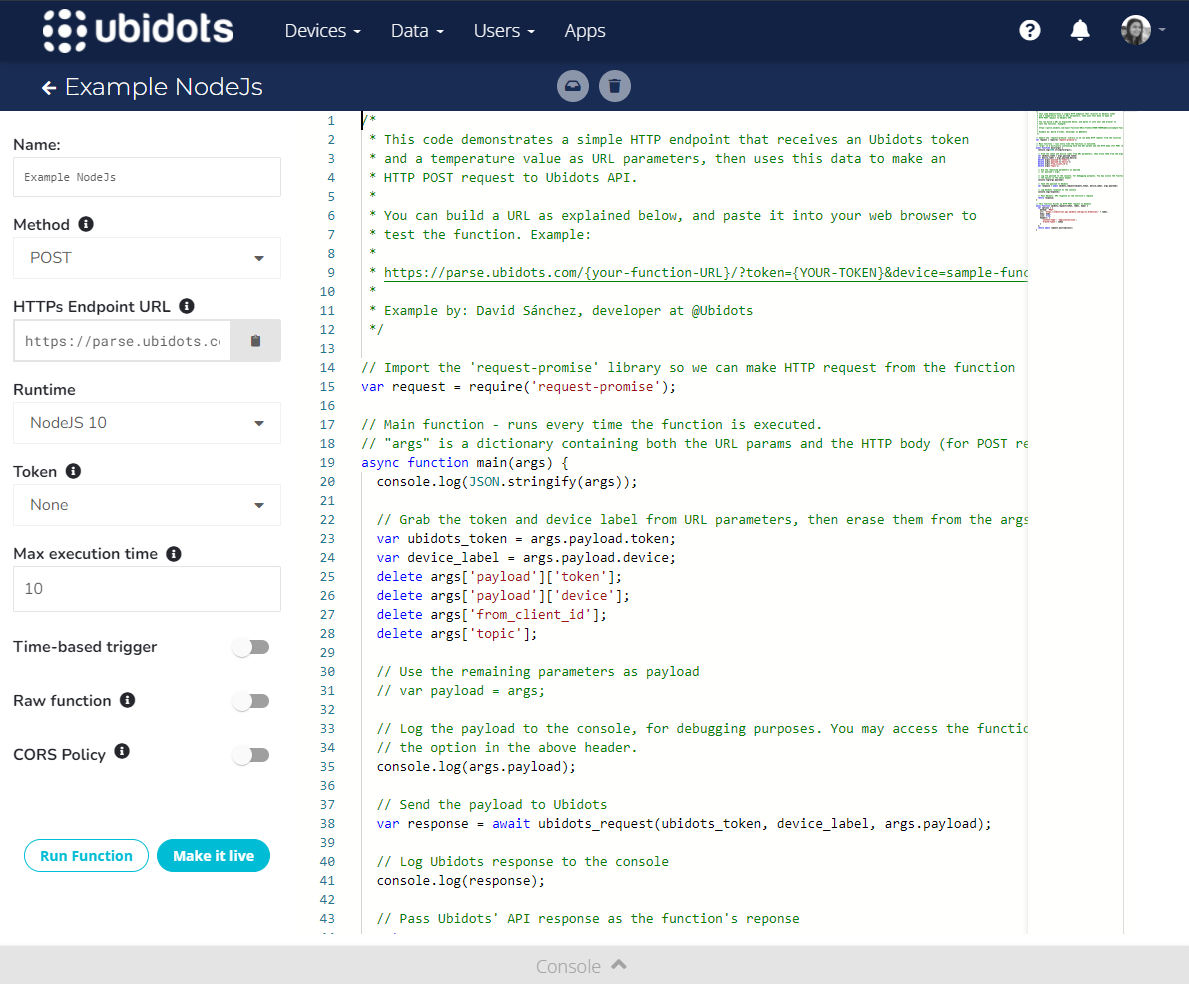 ubidots Devices Data Users Apps
Example NodeJs
Name:
Example NodeJs
Method
POST
HTTPs Endpoint URL
https://parse.ubidots.c
Runtime
NodeJS 10
Token
None
Max execution time
10
Time-based trigger
Raw function
CORS Policy
Run Function Make it live
1 /*
2 * This code demonstrates a simple HTTP endpoint that receives an Ubidots token
3 * and a temperature value as URL parameters, then uses this data to make an
4 * HTTP POST request to Ubidots API.
5 *
6 * You can build a URL as explained below, and paste it into your web browser to
7 * test the function. Example:
8 *
9 * https://parse.ubidots.com/{your-function-URL}/?token={YOUR-TOKEN}&device=sample-func
10 *
11 * Example by: David Sánchez, developer at @Ubidots
12 */
13
14 // Import the 'request-promise' library so we can make HTTP request from the function
15 var request = require('request-promise');
16
17 // Main function - runs every time the function is executed.
18 // "args" is a dictionary containing both the URL params and the HTTP body (for POST re
19 async function main(args) {
20 console.log(JSON.stringify(args));
21
22 // Grab the token and device label from URL parameters, then erase them from the args
23 var ubidots_token = args.payload.token;
24 var device_label = args.payload.device;
25 delete args['payload']['token'];
26 delete args['payload']['device'];
27 delete args['from_client_id'];
28 delete args['topic'];
29
30 // Use the remaining parameters as payload
31 // var payload = args;
32
33 // Log the payload to the console, for debugging purposes. You may access the functio
34 // the option in the above header.
35 console.log(args.payload);
36
37 // Send the payload to Ubidots
38 var response = await ubidots_request(ubidots_token, device_label, args.payload);
39
40 // Log Ubidots response to the console
41 console.log(response);
42
43 // Pass Ubidots' API response as the function's reponse
Console